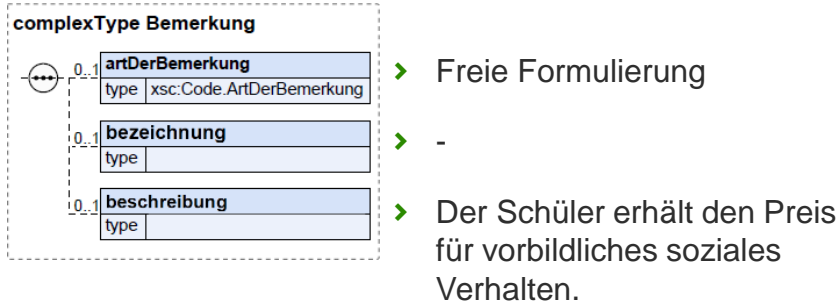 complexType Bemerkung
0..1 artDerBemerkung
type xsc:Code.ArtDerBemerkung
Freie Formulierung
0..1 bezeichnung
type
-
0..1 beschreibung
type
Der Schüler erhält den Preis
für vorbildliches soziales
Verhalten.